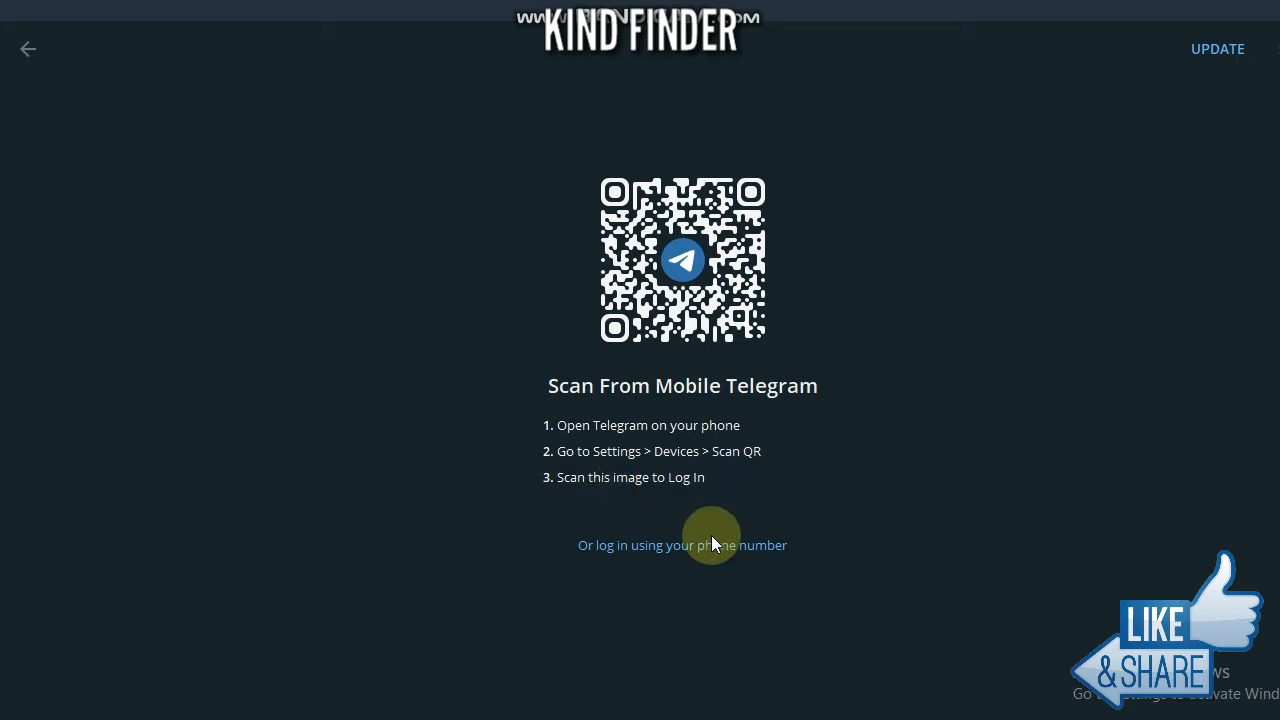 KIND FINDER
UPDATE
Scan From Mobile Telegram
1. Open Telegram on your phone
2. Go to Settings > Devices > Scan QR
3. Scan this image to Log In
Or log in using your phone number
LIKE
& SHARE
Go